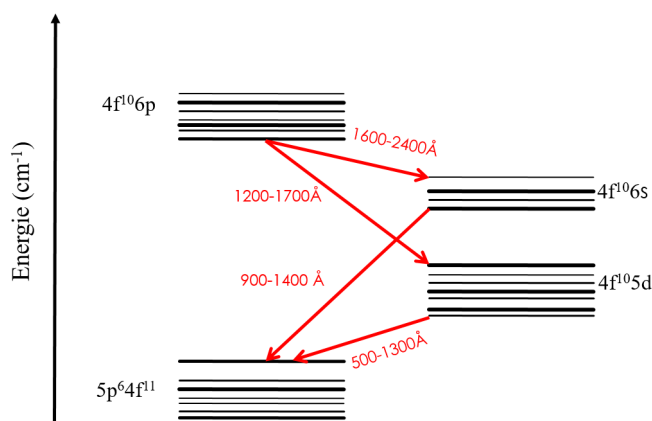 4f¹⁰6p
1600-2400Å
4f¹⁰6s
1200-1700Å
Energie (cm⁻¹)
900-1400 Å
4f¹⁰5d
500-1300Å
5p⁶4f¹¹